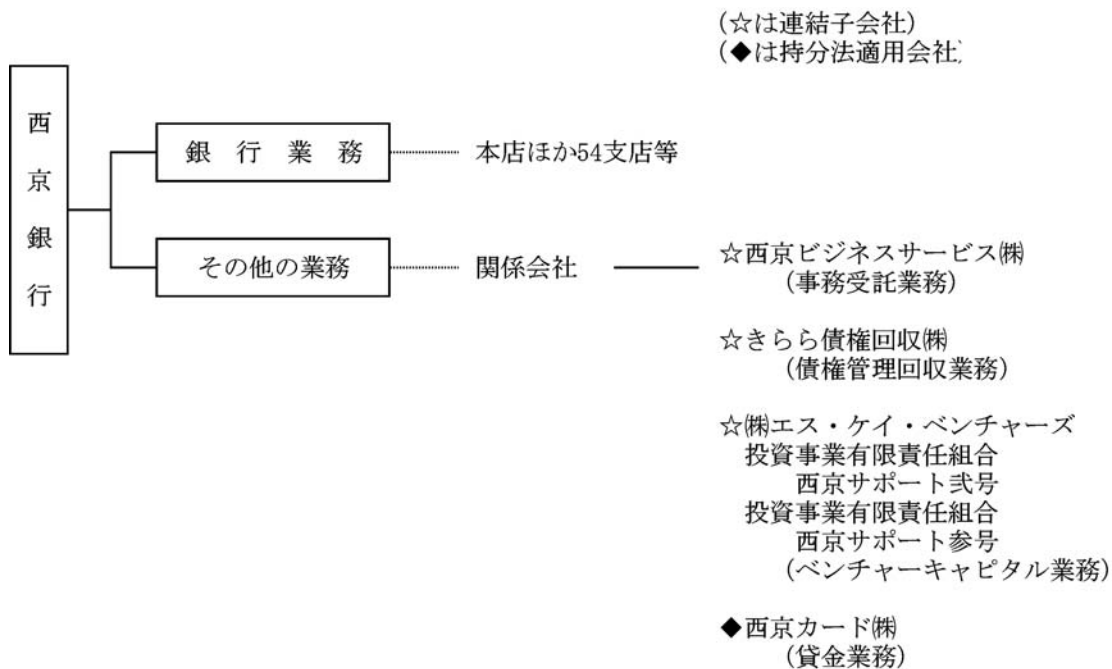 (☆は連結子会社)
(◆は持分法適用会社)
西京銀行
銀行業務
本店ほか54支店等
その他の業務
関係会社
☆西京ビジネスサービス㈱
(事務受託業務)
☆きらら債権回収㈱
(債権管理回収業務)
☆㈱エス・ケイ・ベンチャーズ
投資事業有限責任組合
西京サポート弐号
投資事業有限責任組合
西京サポート参号
(ベンチャーキャピタル業務)
◆西京カード㈱
(貸金業務)